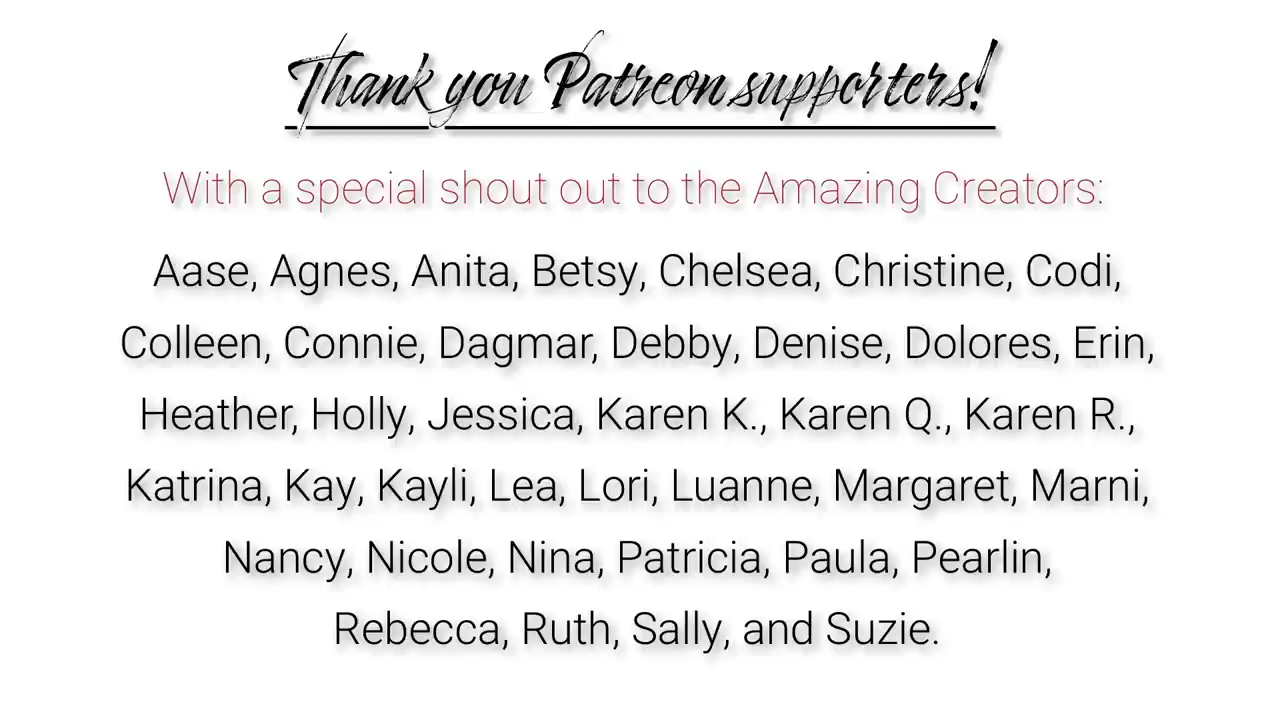 Thank you Patreon supporters!
With a special shout out to the Amazing Creators:
Aase, Agnes, Anita, Betsy, Chelsea, Christine, Codi,
Colleen, Connie, Dagmar, Debby, Denise, Dolores, Erin,
Heather, Holly, Jessica, Karen K., Karen Q., Karen R.,
Katrina, Kay, Kayli, Lea, Lori, Luanne, Margaret, Marni,
Nancy, Nicole, Nina, Patricia, Paula, Pearlin,
Rebecca, Ruth, Sally, and Suzie.